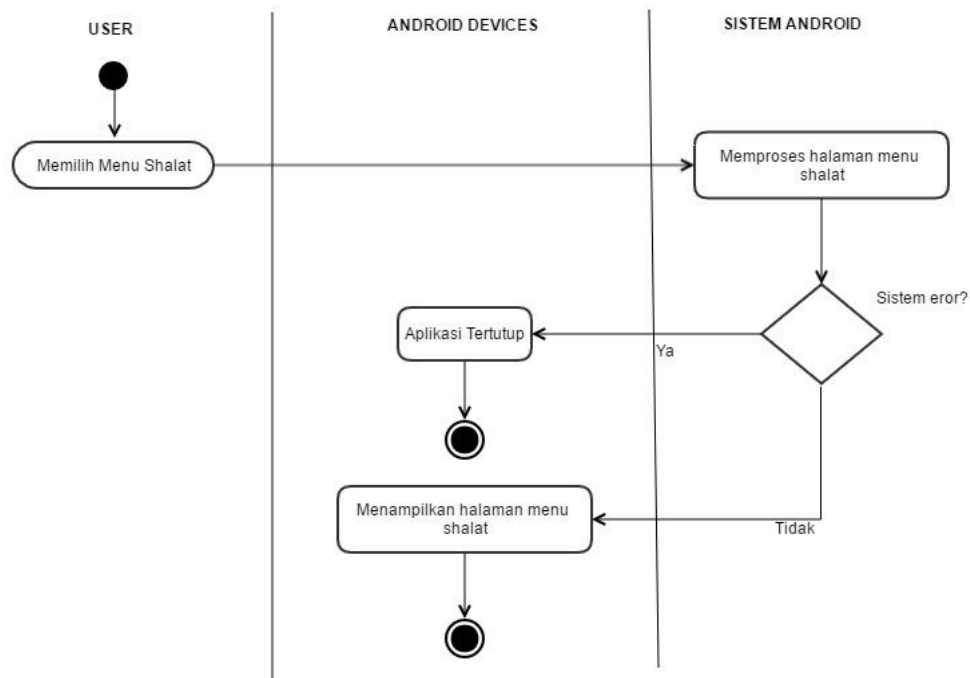 USER
ANDROID DEVICES
SISTEM ANDROID
Memilih Menu Shalat
Memproses halaman menu
shalat
Sistem eror?
Aplikasi Tertutup
Ya
Menampilkan halaman menu
shalat
Tidak